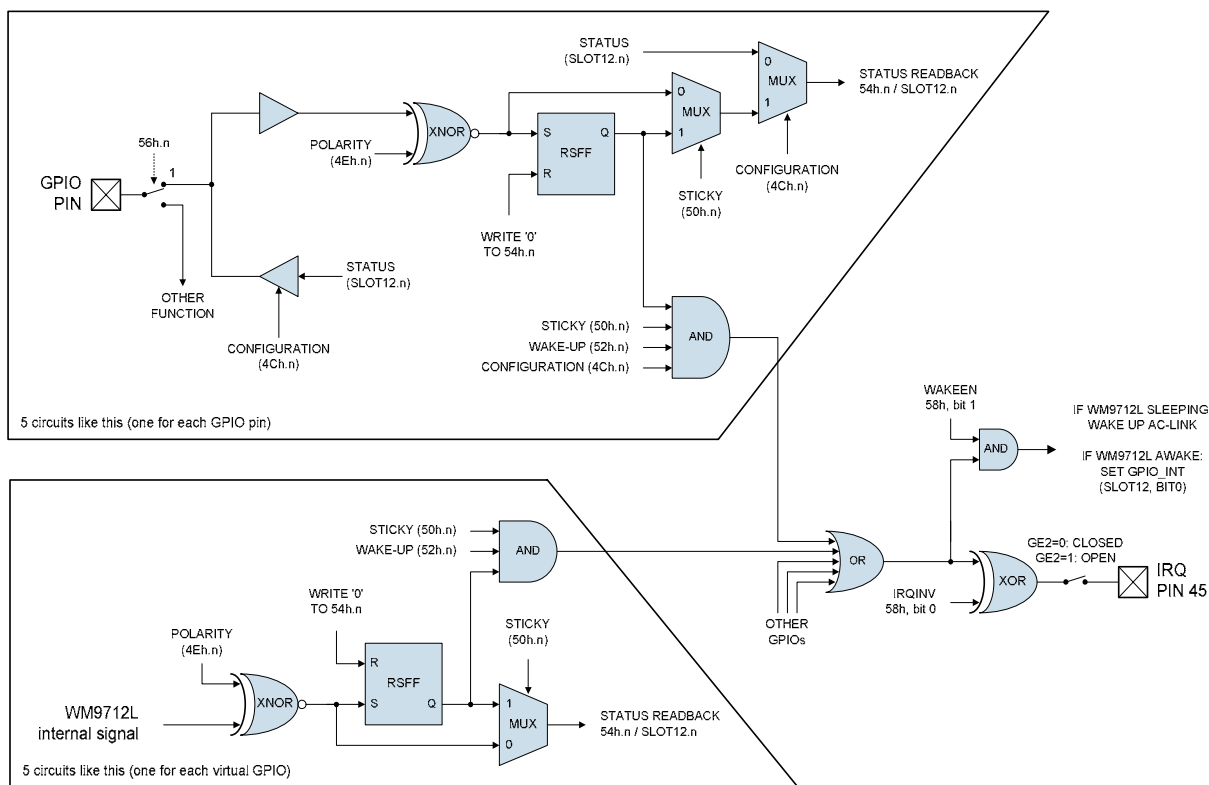 STATUS
(SLOT12.n)
0
MUX
1
STATUS READBACK
54h.n / SLOT12.n
0
MUX
1
CONFIGURATION
(4Ch.n)
STICKY
(50h.n)
XNOR
POLARITY
(4Eh.n)
S
Q
RSFF
R
WRITE '0'
TO 54h.n
56h.n
1
GPIO
PIN
OTHER
FUNCTION
STATUS
(SLOT12.n)
CONFIGURATION
(4Ch.n)
STICKY (50h.n)
WAKE-UP (52h.n)
CONFIGURATION (4Ch.n)
AND
5 circuits like this (one for each GPIO pin)
WAKEEN
58h, bit 1
AND
IF WM9712L SLEEPING
WAKE UP AC-LINK
IF WM9712L AWAKE:
SET GPIO_INT
(SLOT12, BIT0)
STICKY (50h.n)
WAKE-UP (52h.n)
AND
OR
OTHER
GPIOs
IRQINV
58h, bit 0
XOR
GE2=0: CLOSED
GE2=1: OPEN
IRQ
PIN 45
WRITE '0'
TO 54h.n
POLARITY
(4Eh.n)
STICKY
(50h.n)
R
RSFF
S
Q
XNOR
1
MUX
0
WM9712L
internal signal
STATUS READBACK
54h.n / SLOT12.n
5 circuits like this (one for each virtual GPIO)